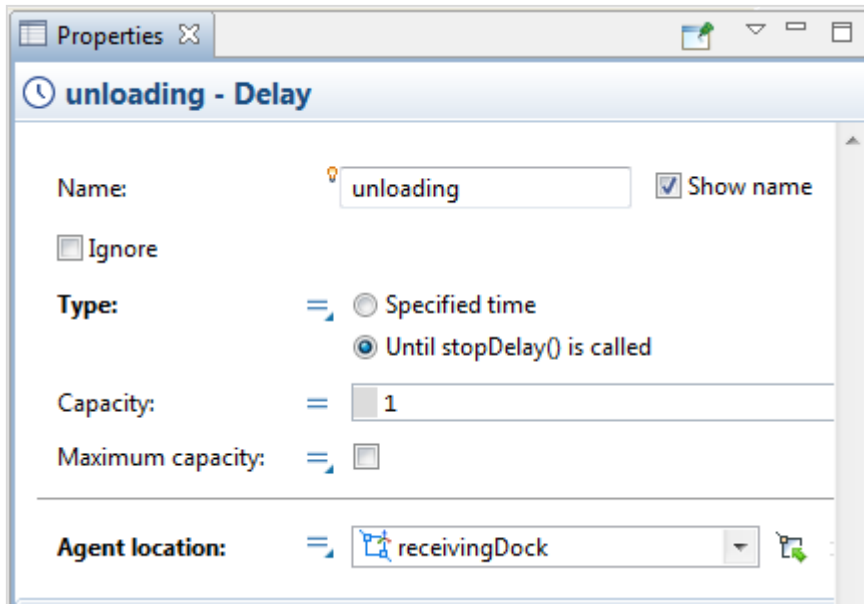 Properties
unloading - Delay
Name: unloading Show name
Ignore
Type: Specified time
Until stopDelay() is called
Capacity: 1
Maximum capacity:
Agent location: receivingDock